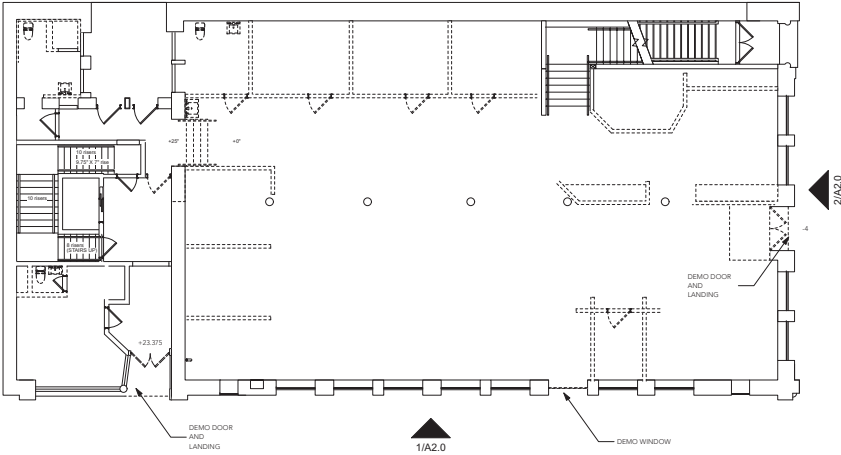 10 risers
9.75" X 7" rise
+25"
+0"
10 risers
8 risers
(STAIRS UP)
2/A2.0
-4
DEMO DOOR
AND
LANDING
+23.375
DEMO DOOR
AND
LANDING
1/A2.0
DEMO WINDOW